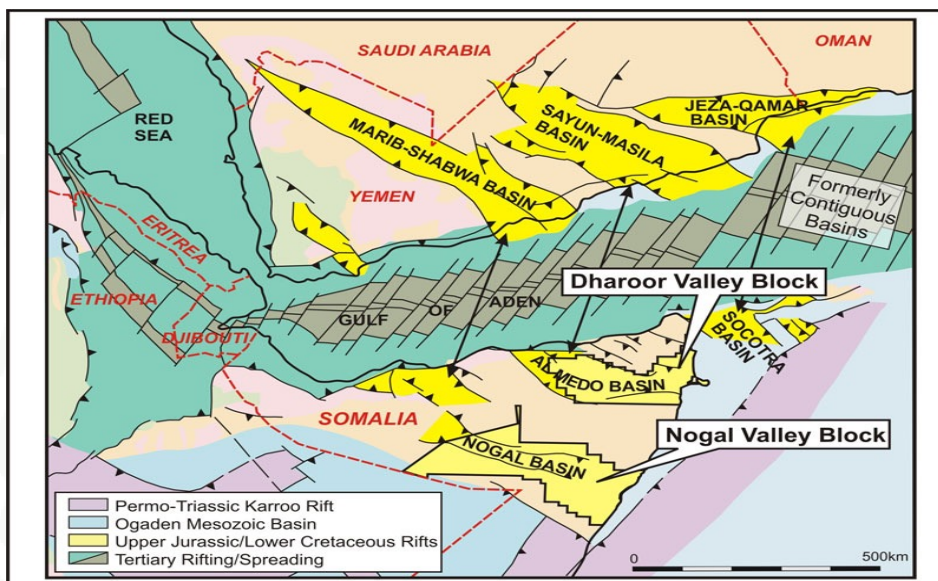 SAUDI ARABIA
OMAN
RED
SEA
JEZA-QAMAR
BASIN
SAYUN-MASILA
BASIN
MARIB-SHABWA BASIN
YEMEN
Formerly
Contiguous
Basins
ERITREA
ETHIOPIA
DJIBOUTI
GULF OF ADEN
Dharoor Valley Block
SOCOTRA
BASIN
AL MEDO BASIN
SOMALIA
Nogal Valley Block
NOGAL BASIN
Permo-Triassic Karroo Rift
Ogaden Mesozoic Basin
Upper Jurassic/Lower Cretaceous Rifts
Tertiary Rifting/Spreading
0 500km